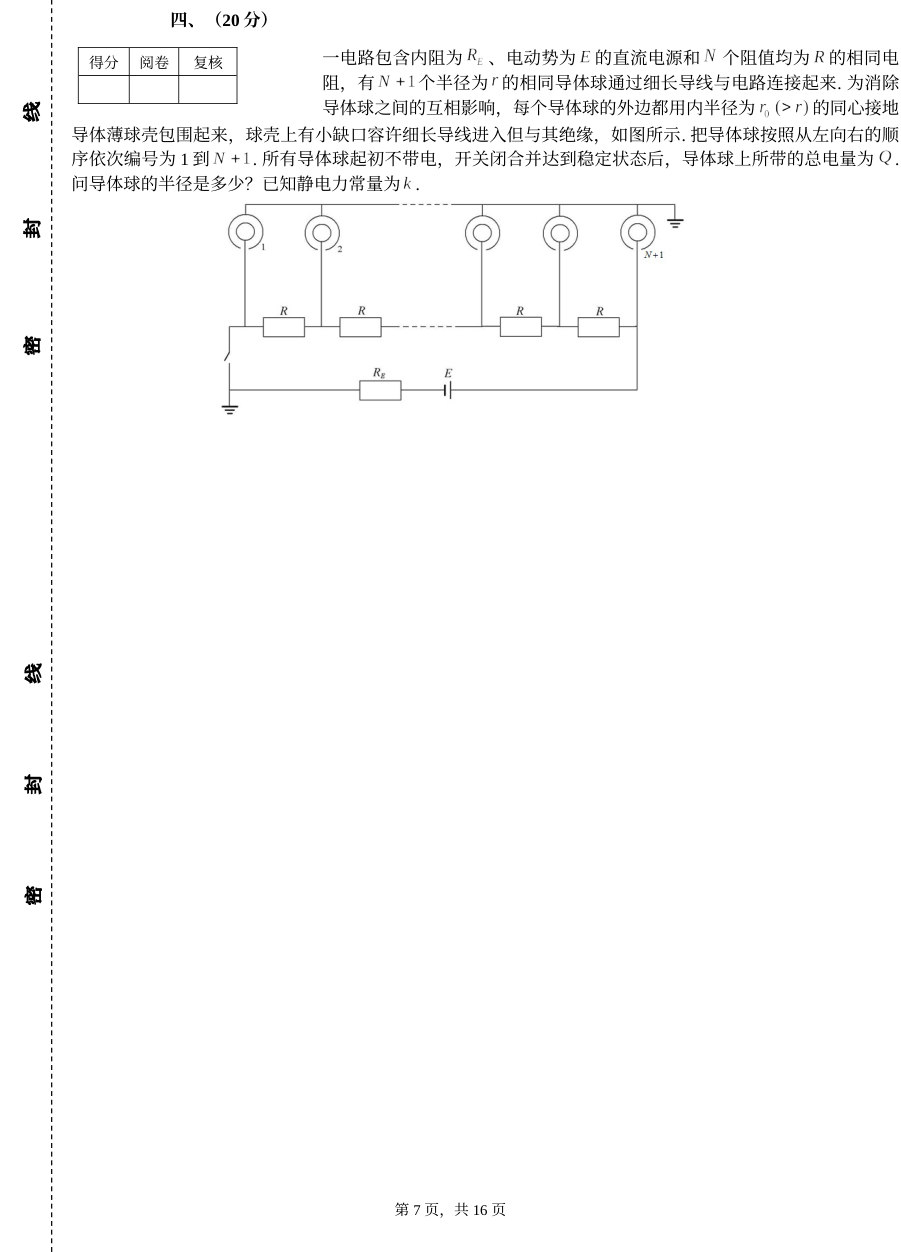 四、（20 分）
得分 阅卷 复核
一电路包含内阻为 R_E 、电动势为 E 的直流电源和 N 个阻值均为 R 的相同电
阻，有 N +1 个半径为 r 的相同导体球通过细长导线与电路连接起来. 为消除
导体球之间的互相影响，每个导体球的外边都用内半径为 r₀ (> r) 的同心接地
导体薄球壳包围起来，球壳上有小缺口容许细长导线进入但与其绝缘，如图所示. 把导体球按照从左向右的顺
序依次编号为 1 到 N +1. 所有导体球起初不带电，开关闭合并达到稳定状态后，导体球上所带的总电量为 Q .
问导体球的半径是多少？已知静电力常量为 k .
1 2 N+1
R R R R
R_E E
线
封
密
线
封
密
第 7 页，共 16 页